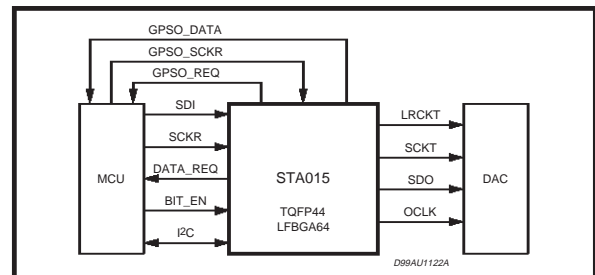 GPSO_DATA
GPSO_SCKR
GPSO_REQ
SDI
SCKR
DATA_REQ
BIT_EN
I²C
MCU
STA015
TQFP44
LFBGA64
LRCKT
SCKT
SDO
OCLK
DAC
D99AU1122A